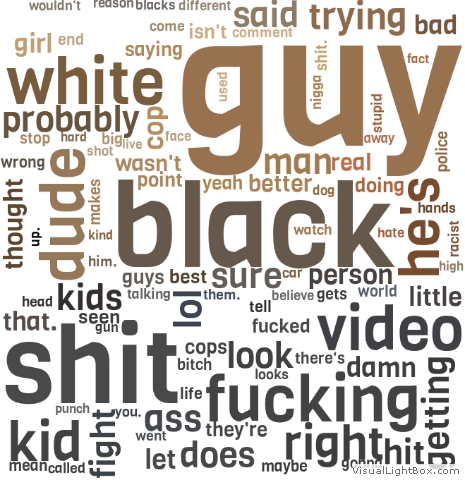 wouldn't reason blacks different
come isn't comment said trying bad
girl end saying
white guy
used nigga shit. stupid fact
probably cop face away police
stop hard big live
shot
wrong wasn't man real
point yeah better dog doing
thought up. dude makes kind him.
black watch hate he's hands racist high
guys best sure car person
head kids talking lol them. believe gets world little
tell
that. seen gun fucked video
shit cops look there's damn
bitch looks
life fucking getting
punch you. ass they're
kid fight went right hit
mean called let does maybe gonna
VisualLightBox.com